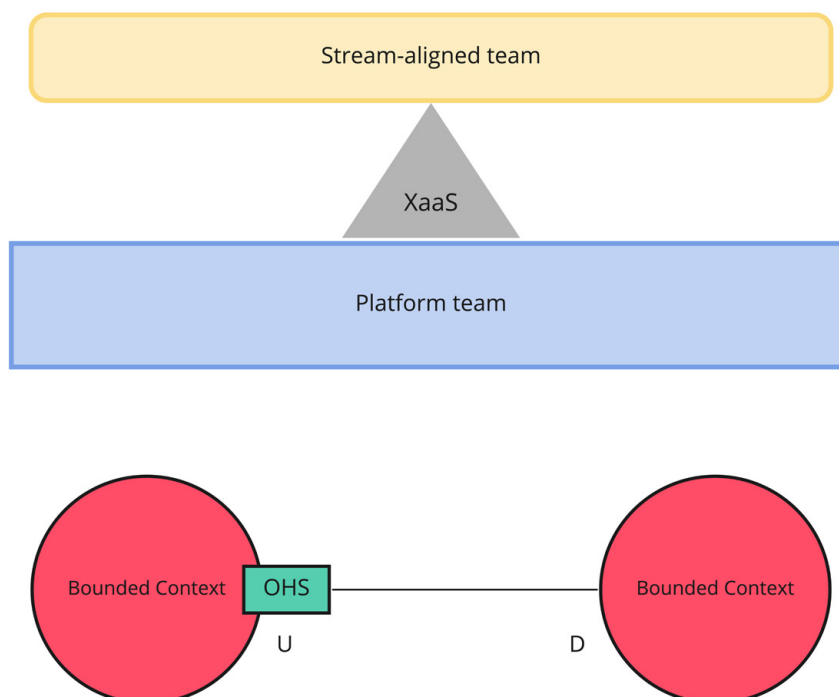 Stream-aligned team
XaaS
Platform team
Bounded Context
OHS
Bounded Context
U
D